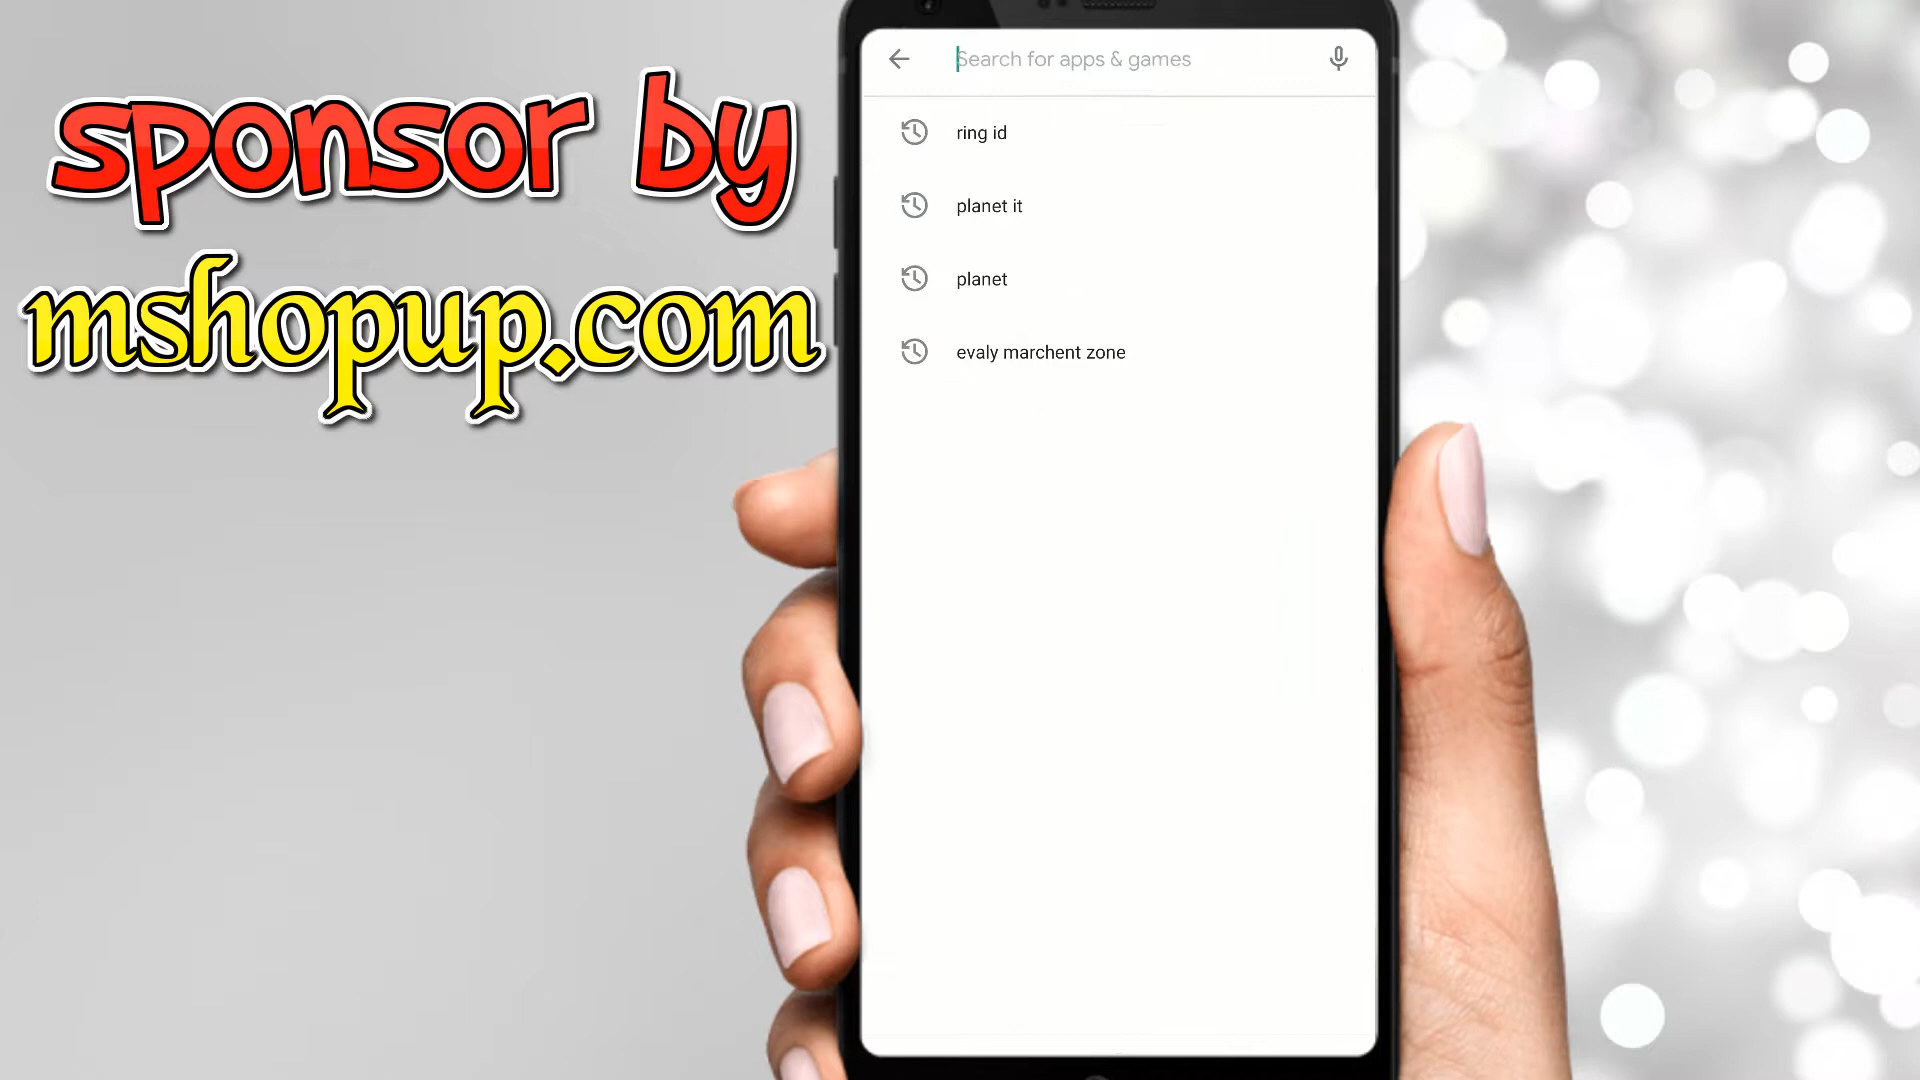 sponsor by
mshopup.com
Search for apps & games
ring id
planet it
planet
evaly marchent zone